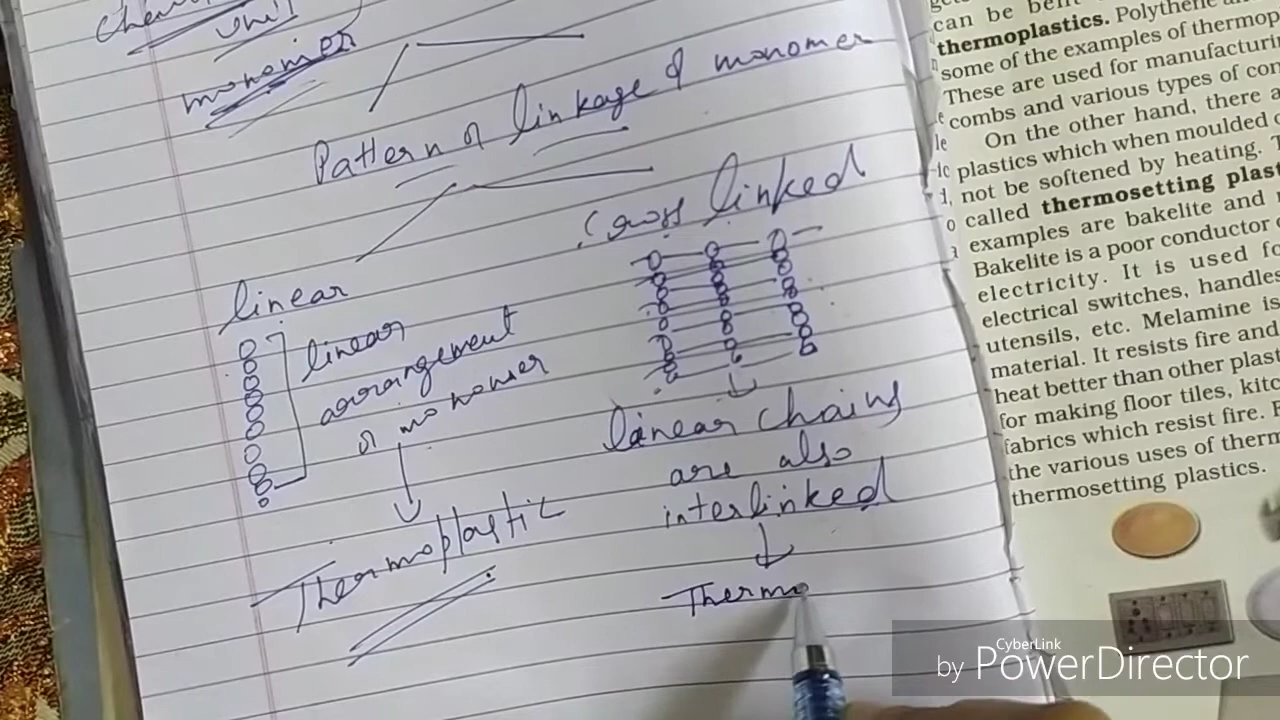 unit
monomer
Pattern of linkage of monomer
linear
linear
arrangement
of monomer
Thermoplastic
Cross linked
linear chains
are also
interlinked
Thermo
can be
thermoplastics. Polythene
some of the examples of thermop
These are used for manufacturi
combs and various types of con
On the other hand, there a
plastics which when moulded
not be softened by heating. T
called thermosetting plast
examples are bakelite and
Bakelite is a poor conductor
electricity. It is used fo
electrical switches, handles
utensils, etc. Melamine is
material. It resists fire and
heat better than other plast
for making floor tiles, kitc
fabrics which resist fire. F
the various uses of therm
thermosetting plastics.
CyberLink
by PowerDirector